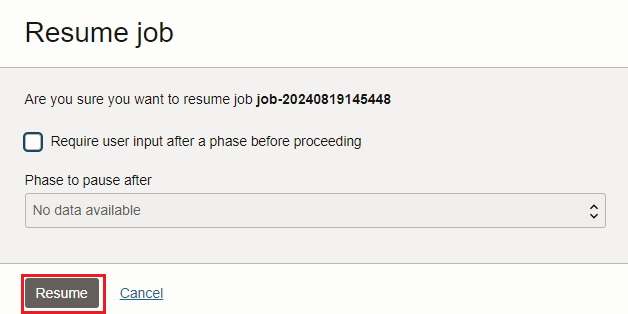 Resume job
Are you sure you want to resume job job-20240819145448
Require user input after a phase before proceeding
Phase to pause after
No data available
Resume Cancel